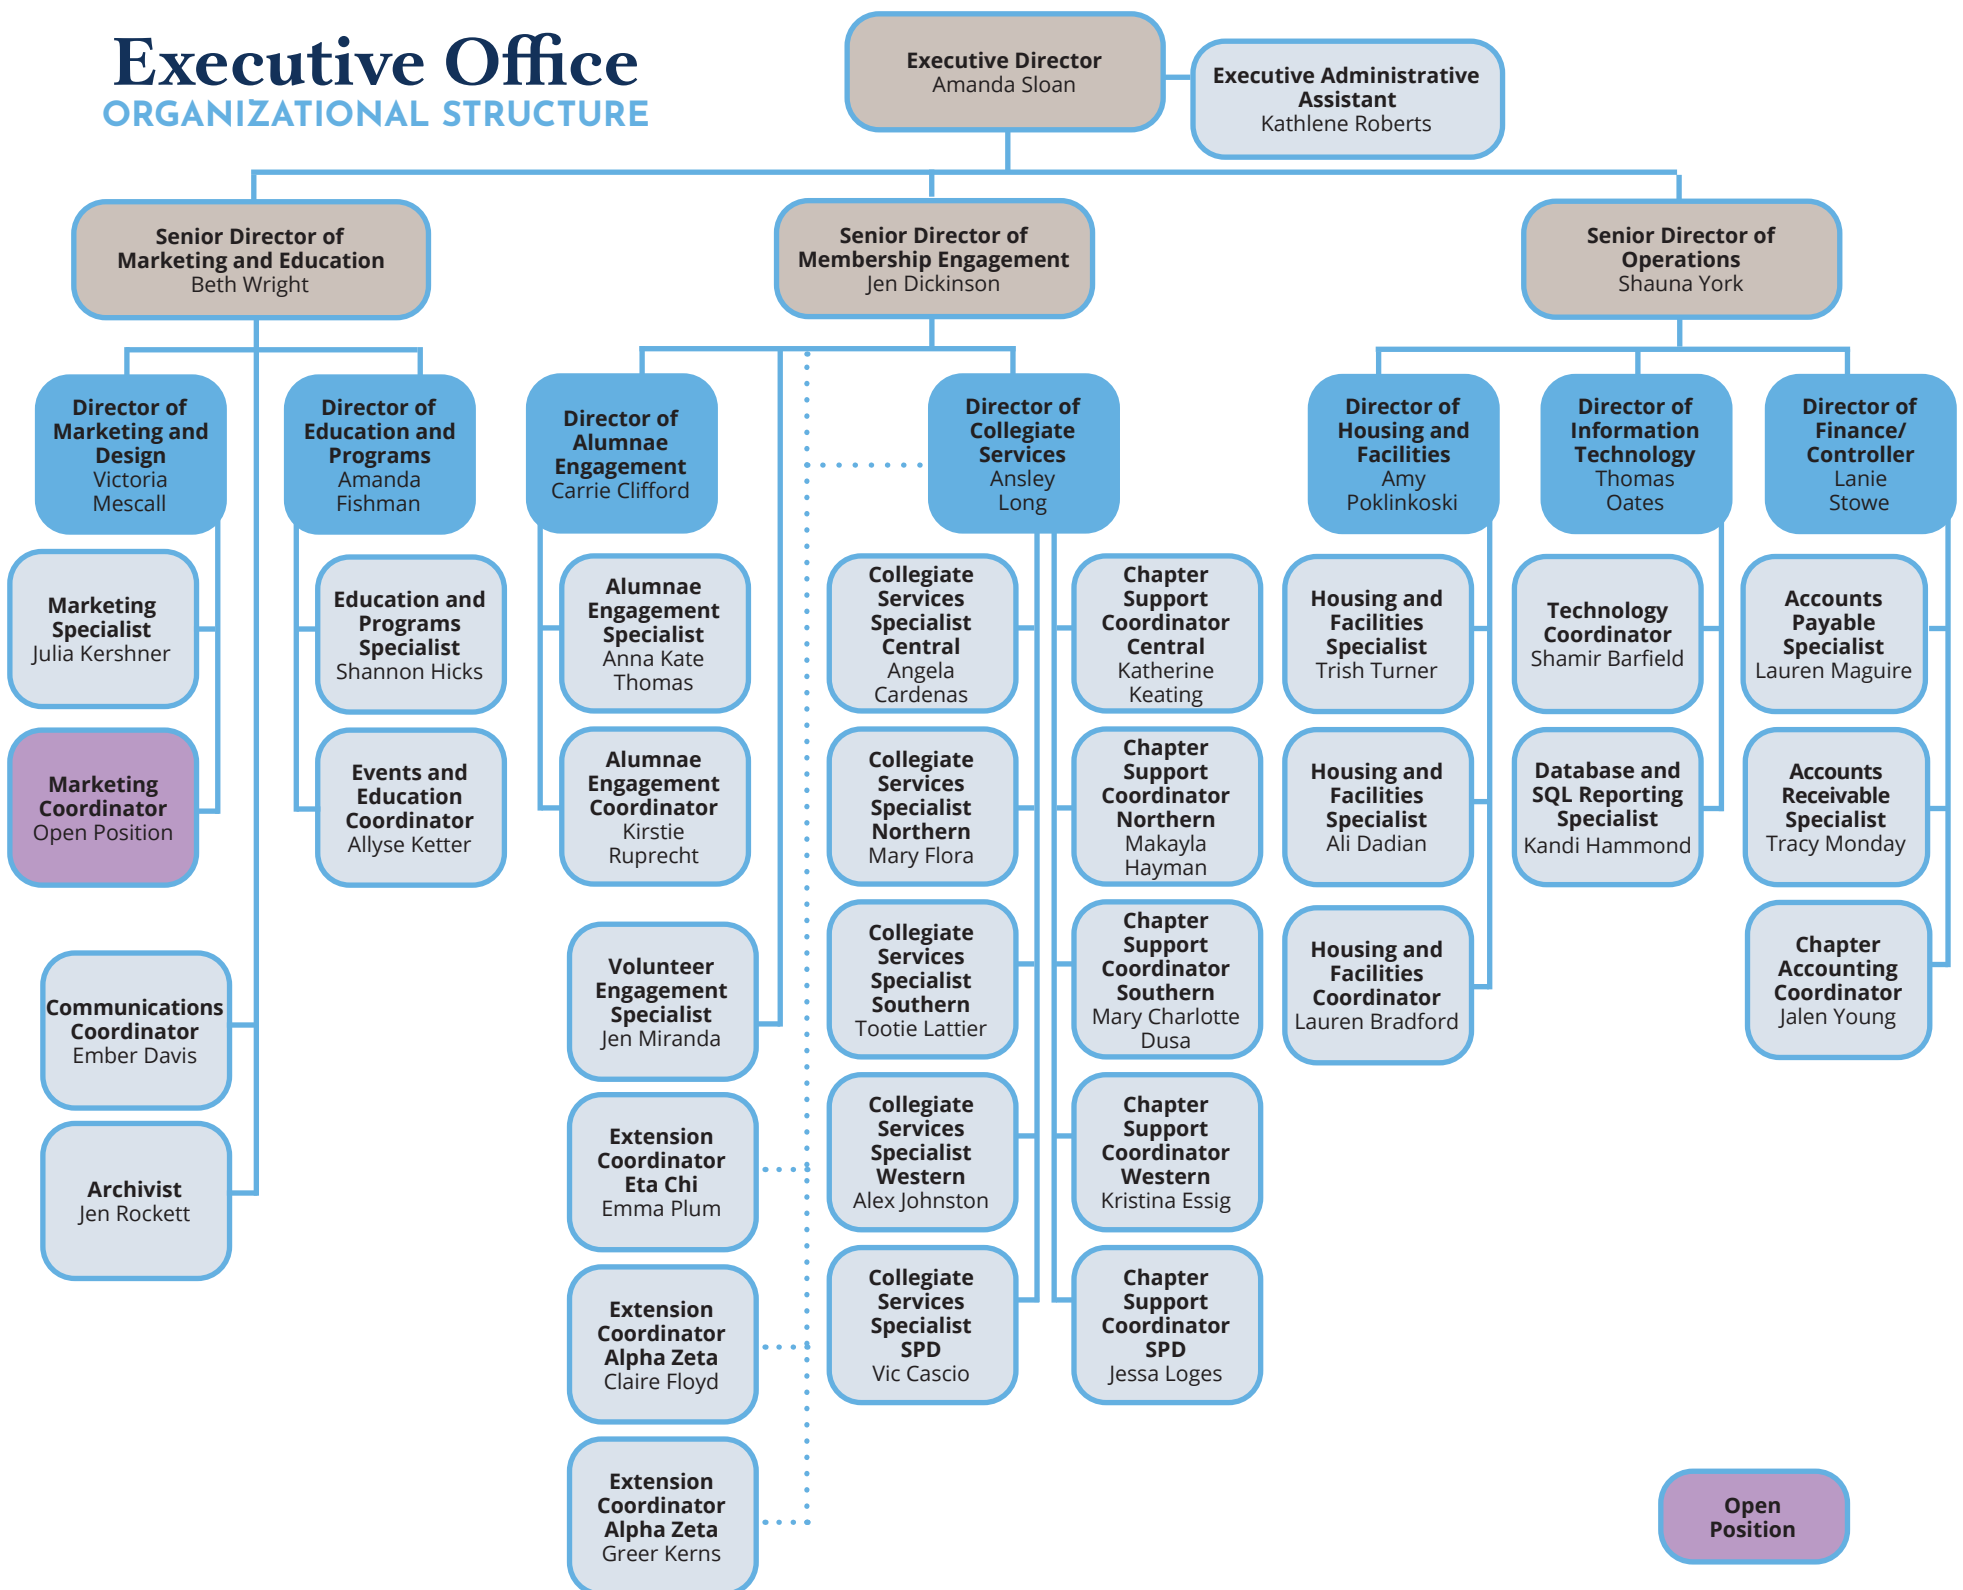 Executive Office
ORGANIZATIONAL STRUCTURE
Executive Director
Amanda Sloan
Executive Administrative
Assistant
Kathlene Roberts
Senior Director of
Marketing and Education
Beth Wright
Senior Director of
Membership Engagement
Jen Dickinson
Senior Director of
Operations
Shauna York
Director of
Marketing and
Design
Victoria
Mescall
Director of
Education and
Programs
Amanda
Fishman
Director of
Alumnae
Engagement
Carrie Clifford
Director of
Collegiate
Services
Ansley
Long
Director of
Housing and
Facilities
Amy
Poklinkoski
Director of
Information
Technology
Thomas
Oates
Director of
Finance/
Controller
Lanie
Stowe
Marketing
Specialist
Julia Kershner
Education and
Programs
Specialist
Shannon Hicks
Alumnae
Engagement
Specialist
Anna Kate
Thomas
Collegiate
Services
Specialist
Central
Angela
Cardenas
Chapter
Support
Coordinator
Central
Katherine
Keating
Housing and
Facilities
Specialist
Trish Turner
Technology
Coordinator
Shamir Barfield
Accounts
Payable
Specialist
Lauren Maguire
Marketing
Coordinator
Open Position
Events and
Education
Coordinator
Allyse Ketter
Alumnae
Engagement
Coordinator
Kirstie
Ruprecht
Collegiate
Services
Specialist
Northern
Mary Flora
Chapter
Support
Coordinator
Northern
Makayla
Hayman
Housing and
Facilities
Specialist
Ali Dadian
Database and
SQL Reporting
Specialist
Kandi Hammond
Accounts
Receivable
Specialist
Tracy Monday
Communications
Coordinator
Ember Davis
Volunteer
Engagement
Specialist
Jen Miranda
Collegiate
Services
Specialist
Southern
Tootie Lattier
Chapter
Support
Coordinator
Southern
Mary Charlotte
Dusa
Housing and
Facilities
Coordinator
Lauren Bradford
Chapter
Accounting
Coordinator
Jalen Young
Archivist
Jen Rockett
Extension
Coordinator
Eta Chi
Emma Plum
Collegiate
Services
Specialist
Western
Alex Johnston
Chapter
Support
Coordinator
Western
Kristina Essig
Extension
Coordinator
Alpha Zeta
Claire Floyd
Collegiate
Services
Specialist
SPD
Vic Cascio
Chapter
Support
Coordinator
SPD
Jessa Loges
Extension
Coordinator
Alpha Zeta
Greer Kerns
Open
Position